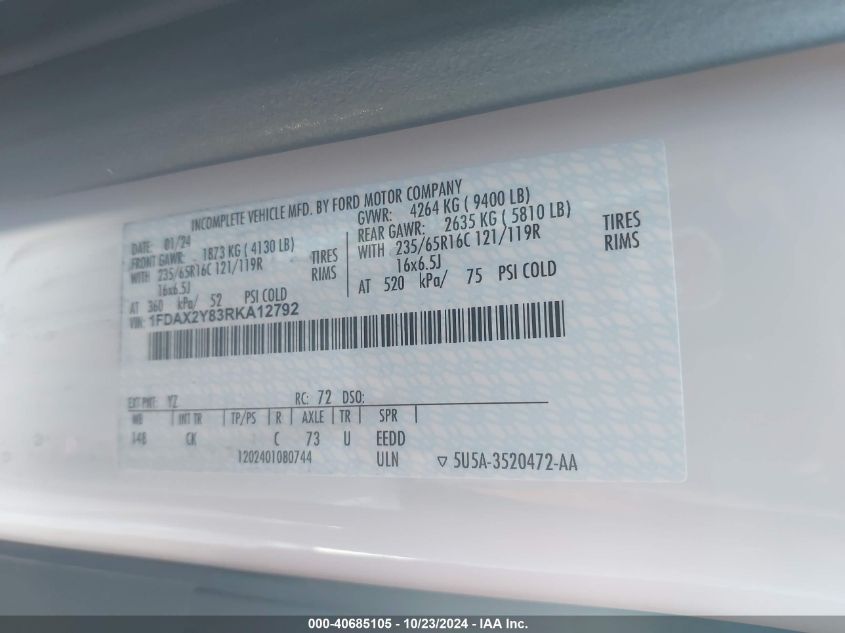 INCOMPLETE VEHICLE MFD. BY FORD MOTOR COMPANY
DATE: 01/24 GVWR: 4264 KG ( 9400 LB)
FRONT GAWR: 1873 KG ( 4130 LB) REAR GAWR: 2635 KG ( 5810 LB)
WITH 235/65R16C 121/119R TIRES WITH 235/65R16C 121/119R TIRES
16x6.5J RIMS 16x6.5J RIMS
AT 360 kPa/ 52 PSI COLD AT 520 kPa/ 75 PSI COLD
VIN: 1FDAX2Y83RKA12792
EXT PNT: YZ RC: 72 DSO:
WB INT TR TP/PS R AXLE TR SPR
148 CK C 73 U EEDD
1202401080744 ULN ▽ 5U5A-3520472-AA
000-40685105 - 10/23/2024 - IAA Inc.